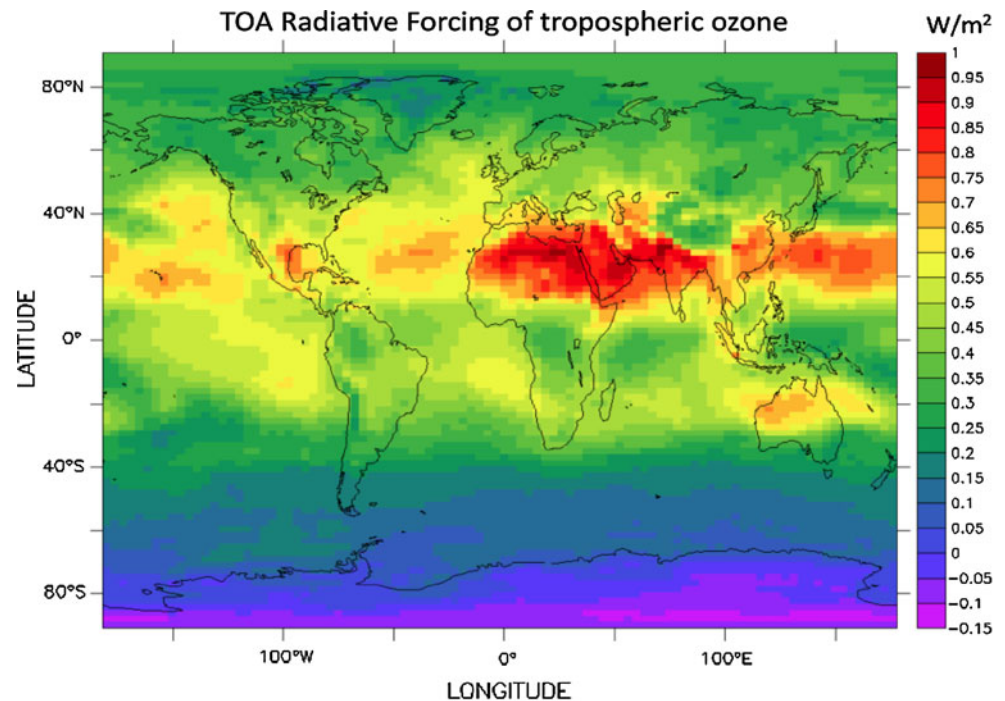 TOA Radiative Forcing of tropospheric ozone
W/m²
1
0.95
0.9
0.85
0.8
0.75
0.7
0.65
0.6
0.55
0.5
0.45
0.4
0.35
0.3
0.25
0.2
0.15
0.1
0.05
0
−0.05
−0.1
−0.15
80°N
40°N
0°
40°S
80°S
LATITUDE
100°W
0°
100°E
LONGITUDE